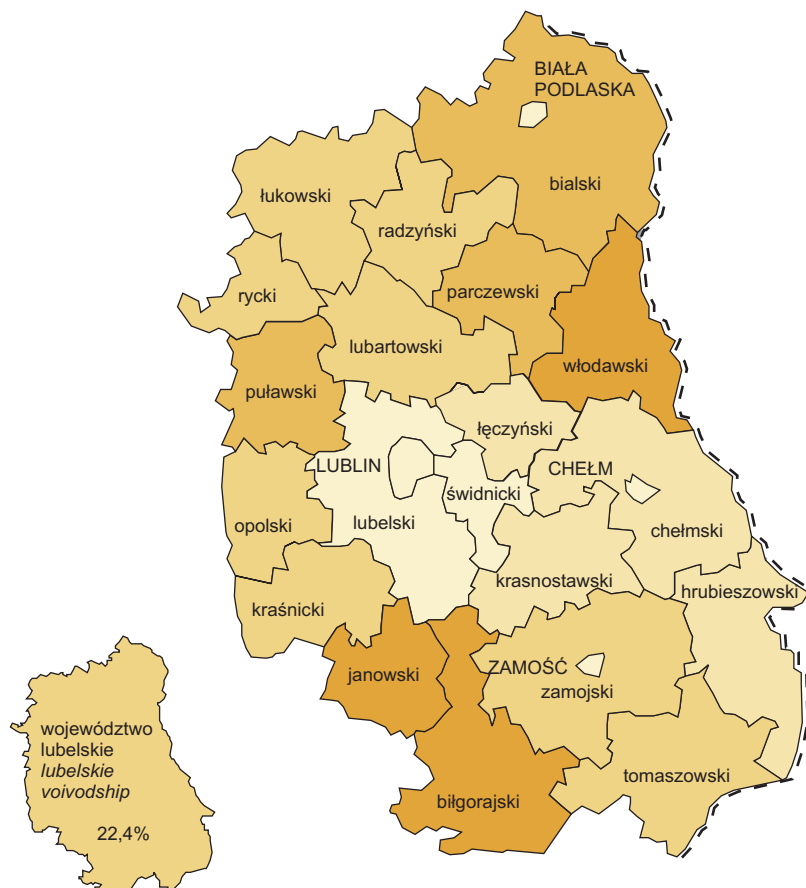 BIAŁA
PODLASKA
bialski
łukowski
radzyński
rycki
parczewski
lubartowski
włodawski
puławski
łęczyński
LUBLIN
CHEŁM
świdnicki
opolski
lubelski
chełmski
krasnostawski
hrubieszowski
kraśnicki
janowski
ZAMOŚĆ
zamojski
tomaszowski
biłgorajski
województwo
lubelskie
lubelskie
voivodship
22,4%